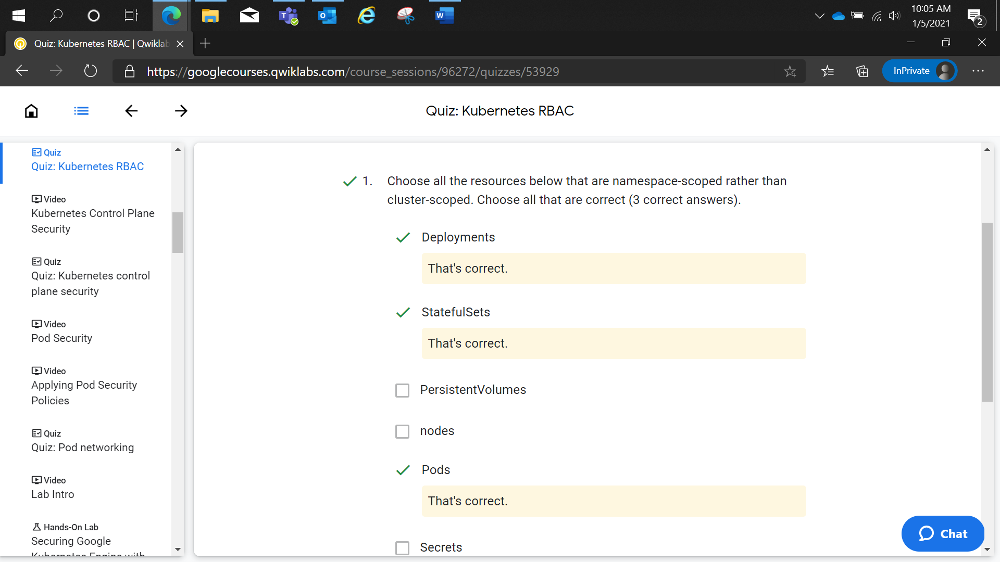 10:05 AM
1/5/2021
2
Quiz: Kubernetes RBAC | Qwiklab
https://googlecourses.qwiklabs.com/course_sessions/96272/quizzes/53929
InPrivate
Quiz: Kubernetes RBAC
Quiz
Quiz: Kubernetes RBAC
Video
Kubernetes Control Plane
Security
Quiz
Quiz: Kubernetes control
plane security
Video
Pod Security
Video
Applying Pod Security
Policies
Quiz
Quiz: Pod networking
Video
Lab Intro
Hands-On Lab
Securing Google
Kubernetes Engine with
1. Choose all the resources below that are namespace-scoped rather than
cluster-scoped. Choose all that are correct (3 correct answers).
Deployments
That's correct.
StatefulSets
That's correct.
PersistentVolumes
nodes
Pods
That's correct.
Secrets
Chat